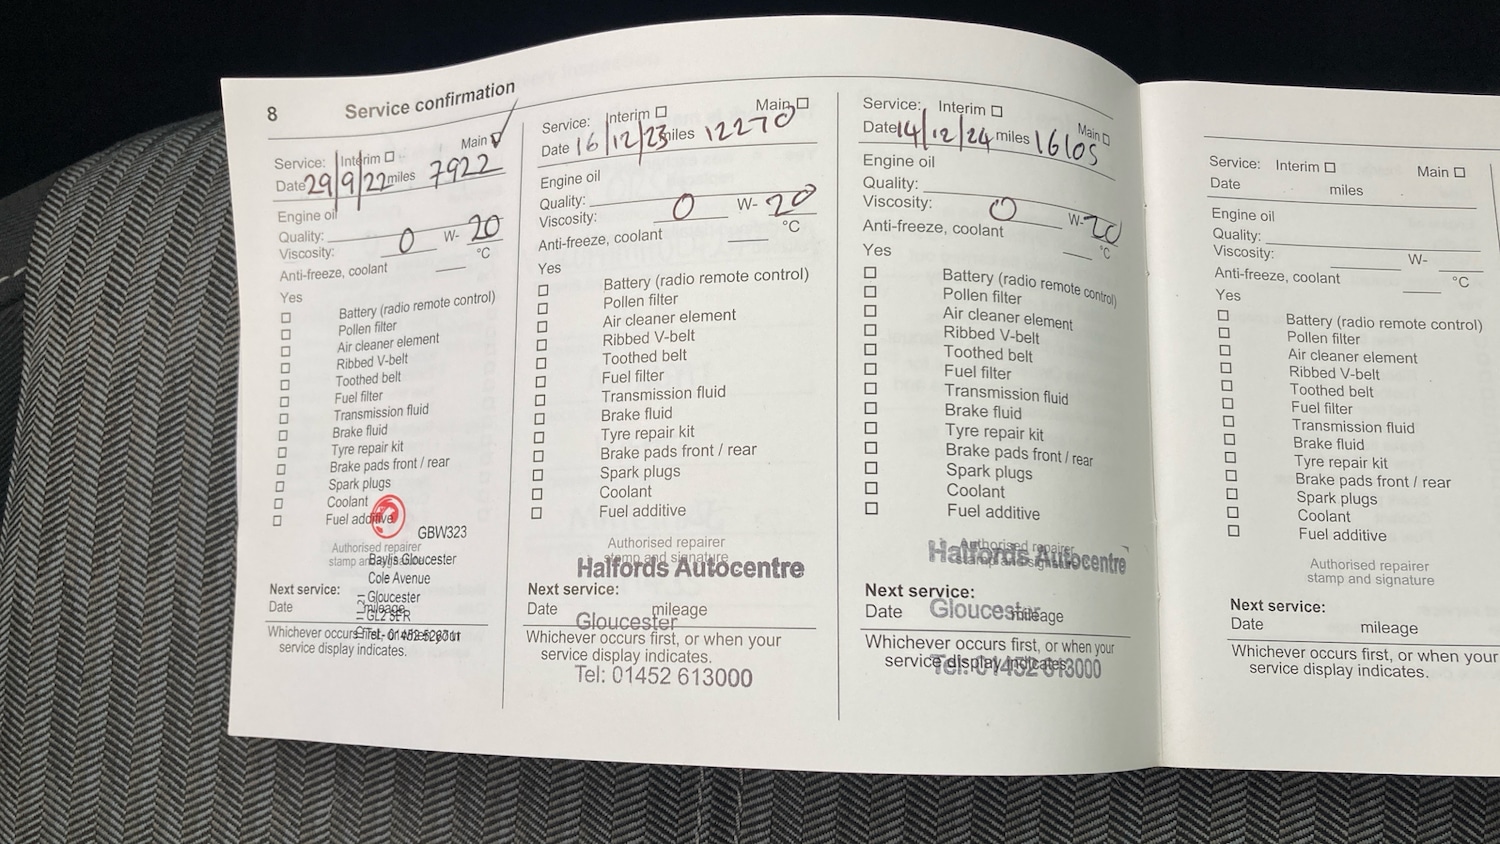 8 Service confirmation
Service: Interim Main
Date 29/9/22 miles 7922
Engine oil
Quality:
Viscosity: 0 W- 20
Anti-freeze, coolant °C
Yes
Battery (radio remote control)
Pollen filter
Air cleaner element
Ribbed V-belt
Toothed belt
Fuel filter
Transmission fluid
Brake fluid
Tyre repair kit
Brake pads front / rear
Spark plugs
Coolant
Fuel additive
GBW323
Authorised repairer
stamp and signature
Baylis Gloucester
Cole Avenue
Gloucester
Next service:
Date mileage
Whichever occurs first, or when your
service display indicates.
Service: Interim Main
Date 16/12/23 miles 12270
Engine oil
Quality:
Viscosity: 0 W- 20
Anti-freeze, coolant °C
Yes
Battery (radio remote control)
Pollen filter
Air cleaner element
Ribbed V-belt
Toothed belt
Fuel filter
Transmission fluid
Brake fluid
Tyre repair kit
Brake pads front / rear
Spark plugs
Coolant
Fuel additive
Authorised repairer
stamp and signature
Halfords Autocentre
Next service:
Date mileage
Gloucester
Whichever occurs first, or when your
service display indicates.
Tel: 01452 613000
Service: Interim Main
Date 14/12/24 miles 16605
Engine oil
Quality:
Viscosity: 0 W- 20
Anti-freeze, coolant °C
Yes
Battery (radio remote control)
Pollen filter
Air cleaner element
Ribbed V-belt
Toothed belt
Fuel filter
Transmission fluid
Brake fluid
Tyre repair kit
Brake pads front / rear
Spark plugs
Coolant
Fuel additive
Authorised repairer
stamp and signature
Halfords Autocentre
Next service:
Date mileage
Gloucester
Whichever occurs first, or when your
service display indicates.
Tel: 01452 613000
Service: Interim Main
Date miles
Engine oil
Quality:
Viscosity: W-
Anti-freeze, coolant °C
Yes
Battery (radio remote control)
Pollen filter
Air cleaner element
Ribbed V-belt
Toothed belt
Fuel filter
Transmission fluid
Brake fluid
Tyre repair kit
Brake pads front / rear
Spark plugs
Coolant
Fuel additive
Authorised repairer
stamp and signature
Next service:
Date mileage
Whichever occurs first, or when your
service display indicates.